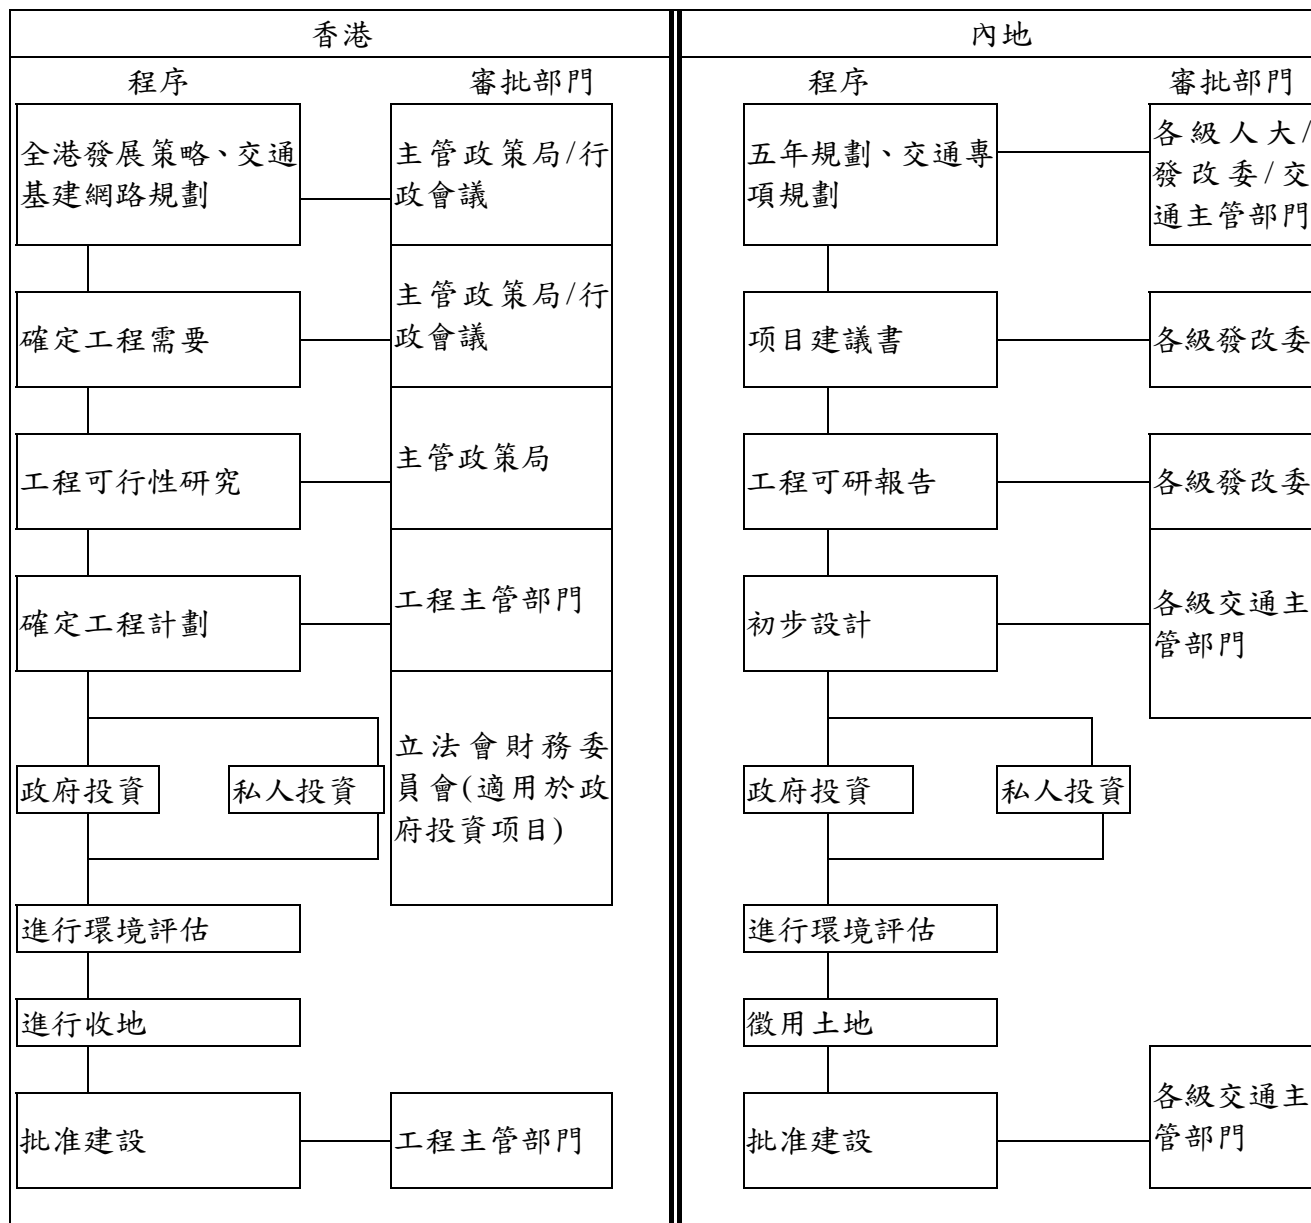 香港
程序
審批部門
全港發展策略、交通
基建網路規劃
主管政策局/行
政會議
確定工程需要
主管政策局/行
政會議
工程可行性研究
主管政策局
確定工程計劃
工程主管部門
政府投資
私人投資
立法會財務委
員會(適用於政
府投資项目)
進行環境評估
進行收地
批准建設
工程主管部門
內地
程序
審批部門
五年規劃、交通專
項規劃
各級人大/
發改委/交
通主管部門
项目建議書
各級發改委
工程可研報告
各級發改委
初步設計
各級交通主
管部門
政府投資
私人投資
進行環境評估
徵用土地
批准建設
各級交通主
管部門